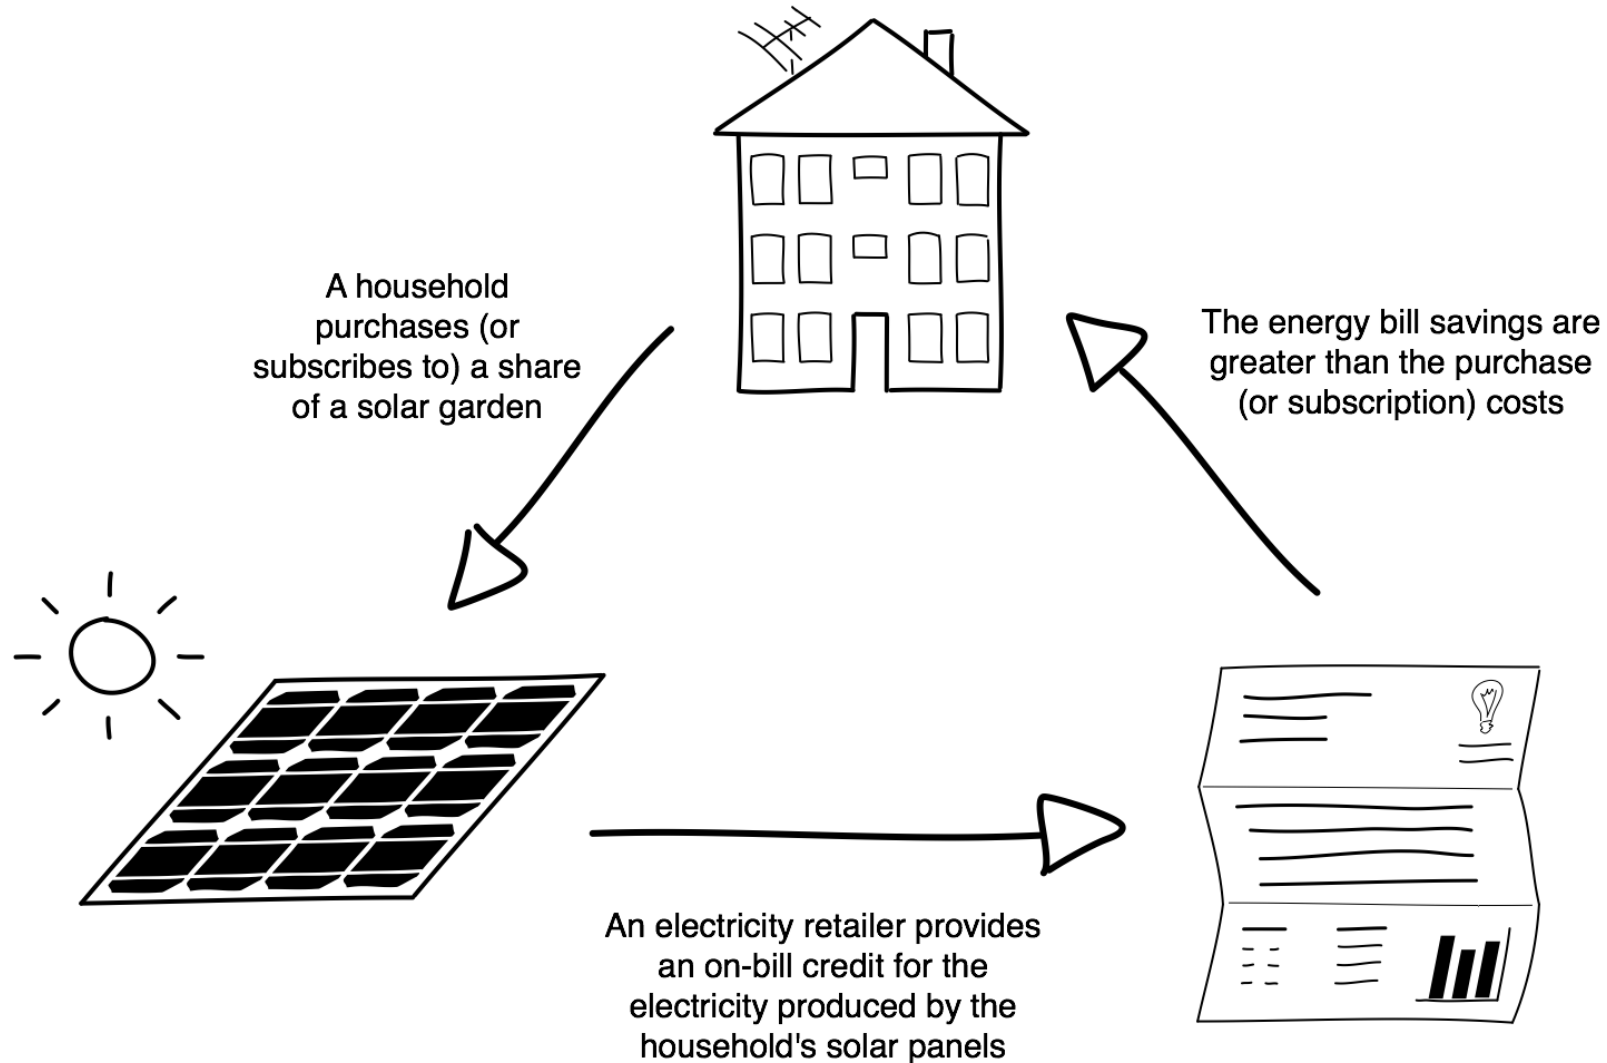 A household
purchases (or
subscribes to) a share
of a solar garden
The energy bill savings are
greater than the purchase
(or subscription) costs
An electricity retailer provides
an on-bill credit for the
electricity produced by the
household's solar panels